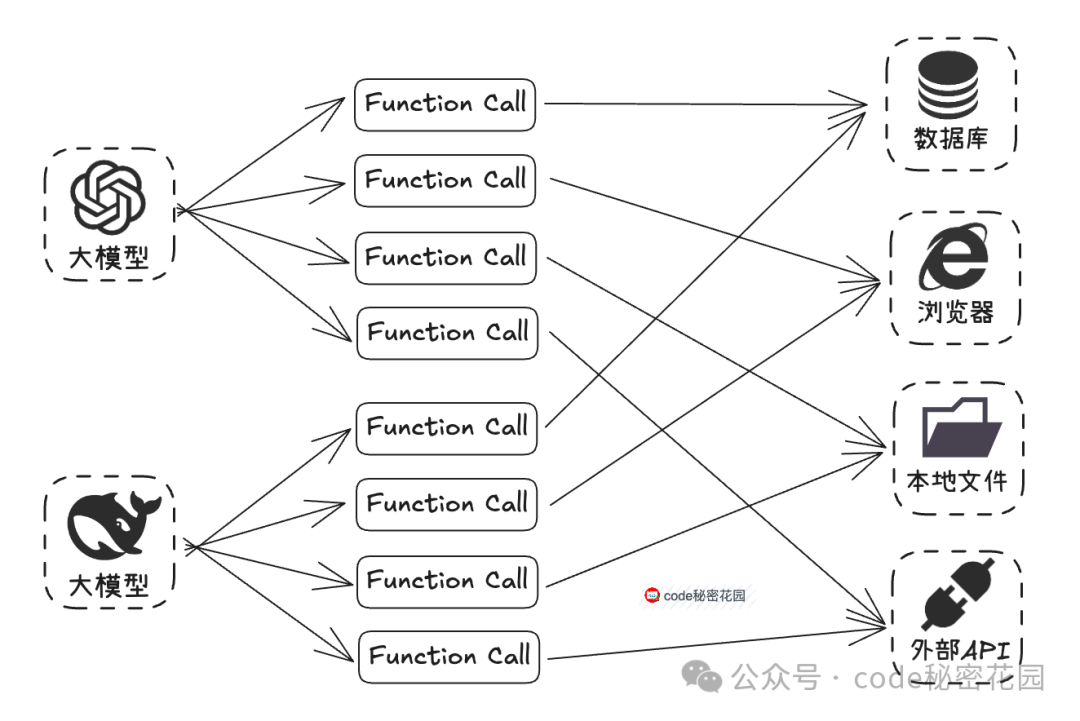 Function Call
Function Call
Function Call
Function Call
大模型
Function Call
Function Call
Function Call
Function Call
大模型
数据库
浏览器
本地文件
外部API
code秘密花园
公众号·code秘密花园